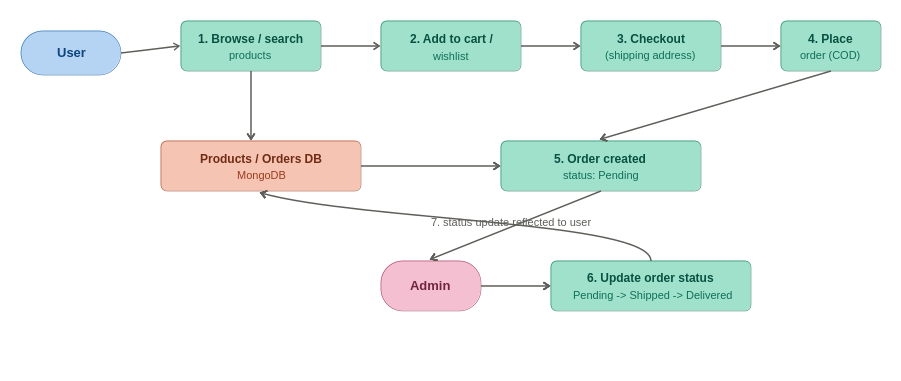 User
1. Browse / search
products
2. Add to cart /
wishlist
3. Checkout
(shipping address)
4. Place
order (COD)
Products / Orders DB
MongoDB
5. Order created
status: Pending
7. status update reflected to user
Admin
6. Update order status
Pending -> Shipped -> Delivered